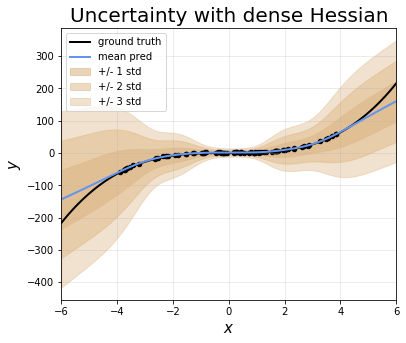 Uncertainty with dense Hessian
ground truth
mean pred
+/- 1 std
+/- 2 std
+/- 3 std
300
200
100
0
−100
−200
−300
−400
y
−6 −4 −2 0 2 4 6
x